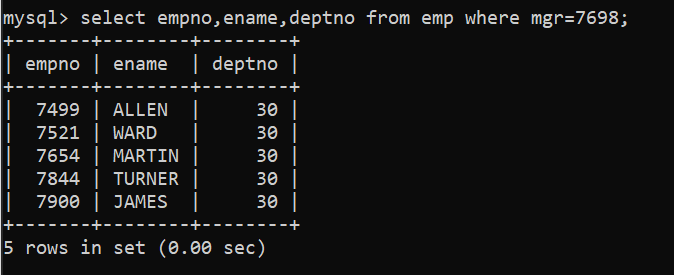 mysql> select empno,ename,deptno from emp where mgr=7698;
+-------+--------+--------+
| empno | ename  | deptno |
+-------+--------+--------+
|  7499 | ALLEN  |     30 |
|  7521 | WARD   |     30 |
|  7654 | MARTIN |     30 |
|  7844 | TURNER |     30 |
|  7900 | JAMES  |     30 |
+-------+--------+--------+
5 rows in set (0.00 sec)